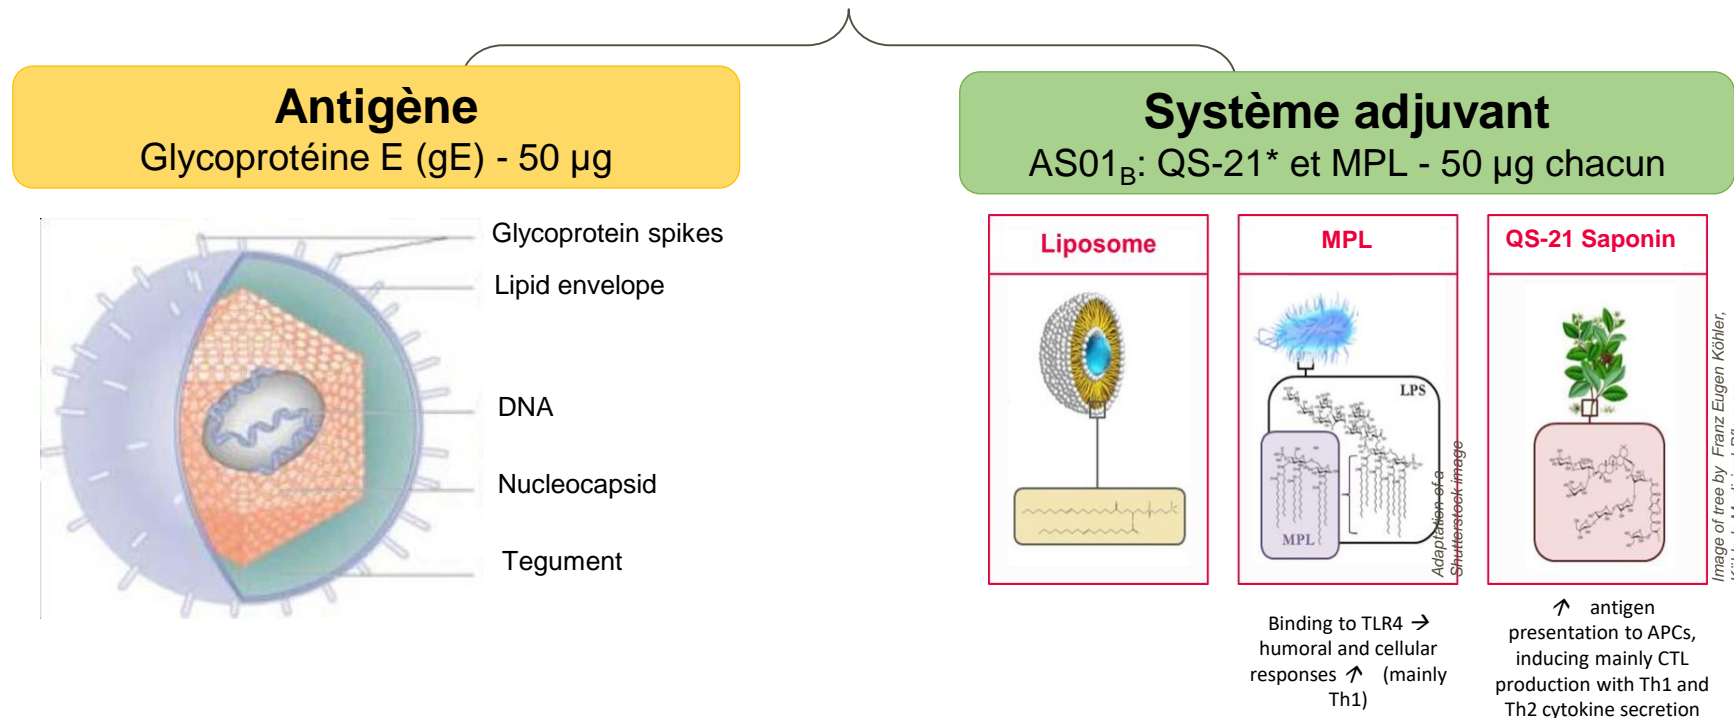 Antigène
Glycoprotéine E (gE) - 50 µg
Système adjuvant
AS01B: QS-21* et MPL - 50 µg chacun
Glycoprotein spikes
Lipid envelope
DNA
Nucleocapsid
Tegument
Liposome
MPL
LPS
MPL
Adaptation of a
Shutterstock image
Binding to TLR4 →
humoral and cellular
responses ↗ (mainly
Th1)
QS-21 Saponin
Image of tree by Franz Eugen Köhler,
↗ antigen
presentation to APCs,
inducing mainly CTL
production with Th1 and
Th2 cytokine secretion